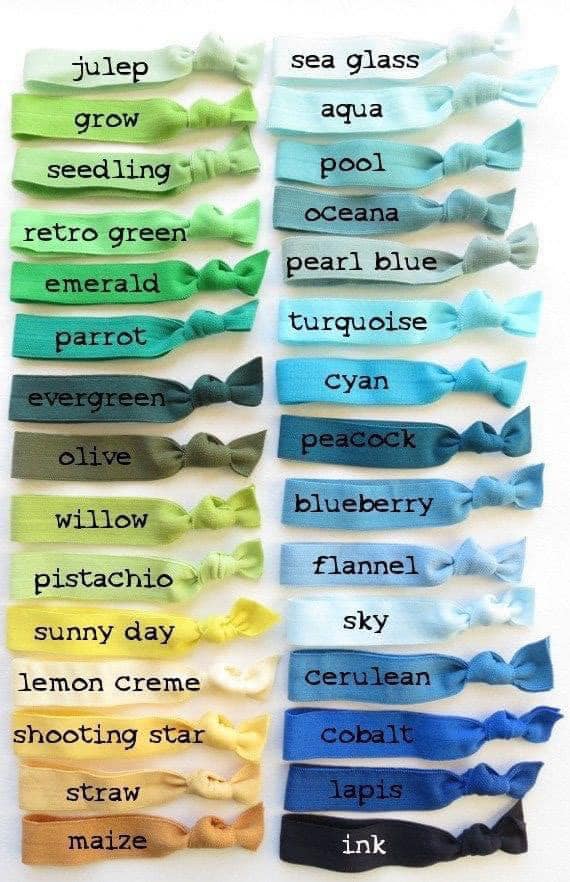 julep
grow
seedling
retro green
emerald
parrot
evergreen
olive
willow
pistachio
sunny day
lemon creme
shooting star
straw
maize
sea glass
aqua
pool
oceana
pearl blue
turquoise
cyan
peacock
blueberry
flannel
sky
cerulean
cobalt
lapis
ink